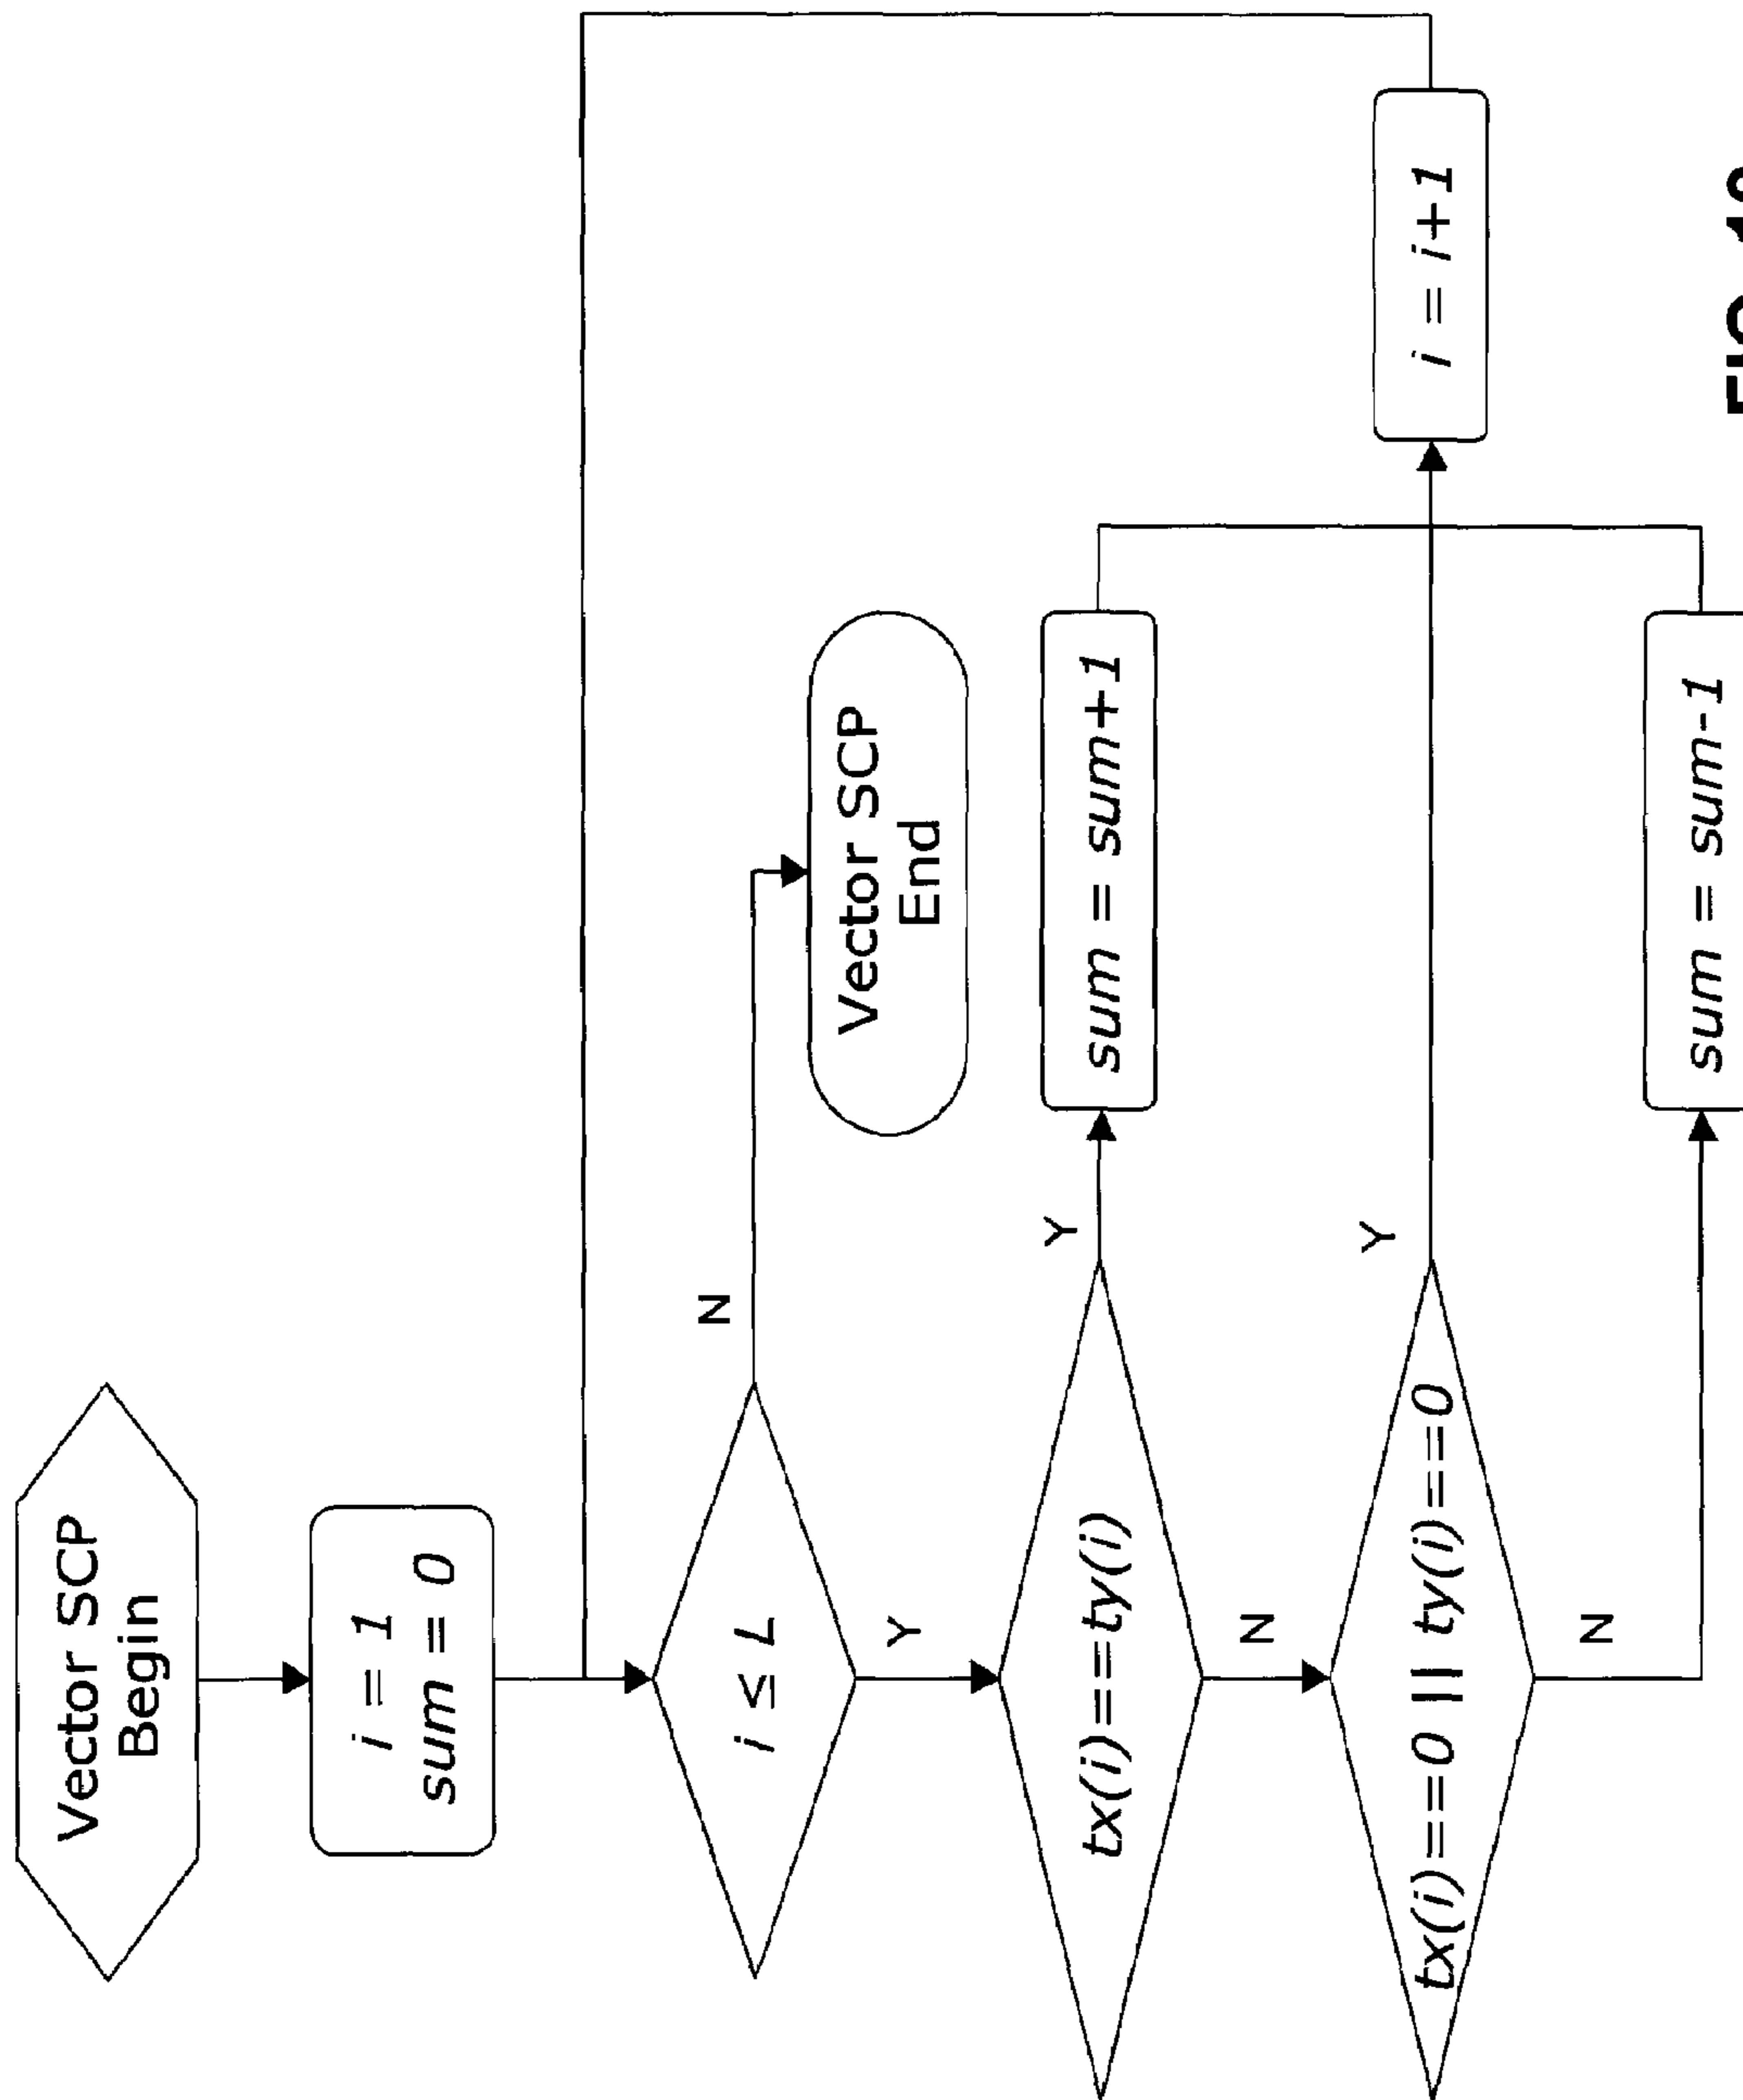 Vector SCP
Begin
i = 1
sum = 0
i ≤ L
N
Y
Vector SCP
End
tx(i)==ty(i)
Y
N
sum = sum+1
tx(i)==0 || ty(i)==0
Y
N
i = i+1
sum = sum-1